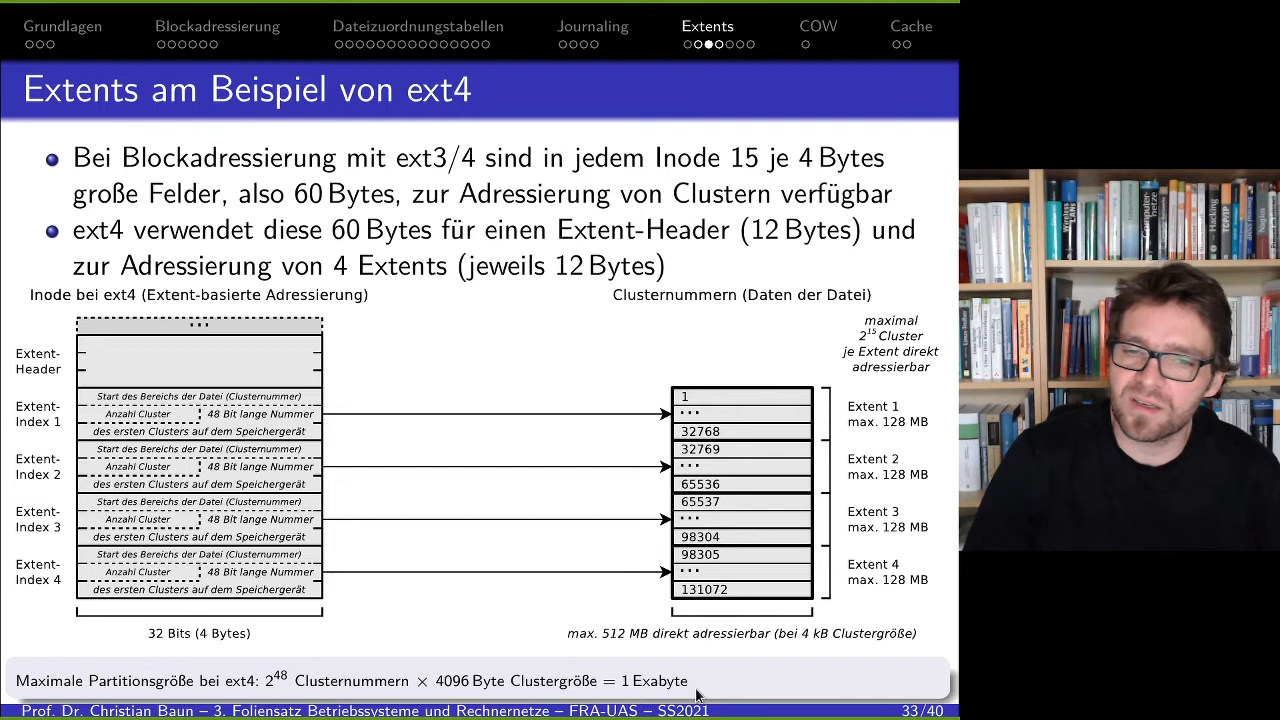 Grundlagen Blockadressierung Dateizuordnungstabellen Journaling Extents COW Cache
Extents am Beispiel von ext4
Bei Blockadressierung mit ext3/4 sind in jedem Inode 15 je 4 Bytes
große Felder, also 60 Bytes, zur Adressierung von Clustern verfügbar
ext4 verwendet diese 60 Bytes für einen Extent-Header (12 Bytes) und
zur Adressierung von 4 Extents (jeweils 12 Bytes)
Inode bei ext4 (Extent-basierte Adressierung)
...
Extent-
Header
Extent-
Index 1
Start des Bereichs der Datei (Clusternummer)
Anzahl Cluster 48 Bit lange Nummer
des ersten Clusters auf dem Speichergerät
Extent-
Index 2
Start des Bereichs der Datei (Clusternummer)
Anzahl Cluster 48 Bit lange Nummer
des ersten Clusters auf dem Speichergerät
Extent-
Index 3
Start des Bereichs der Datei (Clusternummer)
Anzahl Cluster 48 Bit lange Nummer
des ersten Clusters auf dem Speichergerät
Extent-
Index 4
Start des Bereichs der Datei (Clusternummer)
Anzahl Cluster 48 Bit lange Nummer
des ersten Clusters auf dem Speichergerät
32 Bits (4 Bytes)
Clusternummern (Daten der Datei)
maximal
2^15 Cluster
je Extent direkt
adressierbar
1
...
32768
Extent 1
max. 128 MB
32769
...
65536
Extent 2
max. 128 MB
65537
...
98304
Extent 3
max. 128 MB
98305
...
131072
Extent 4
max. 128 MB
max. 512 MB direkt adressierbar (bei 4 kB Clustergröße)
Maximale Partitionsgröße bei ext4: 2^48 Clusternummern × 4096 Byte Clustergröße = 1 Exabyte
Prof. Dr. Christian Baun – 3. Foliensatz Betriebssysteme und Rechnernetze – FRA-UAS – SS2021 33/40
Wireless
LANs
Computer-
netze
Hacking
TCP/IP